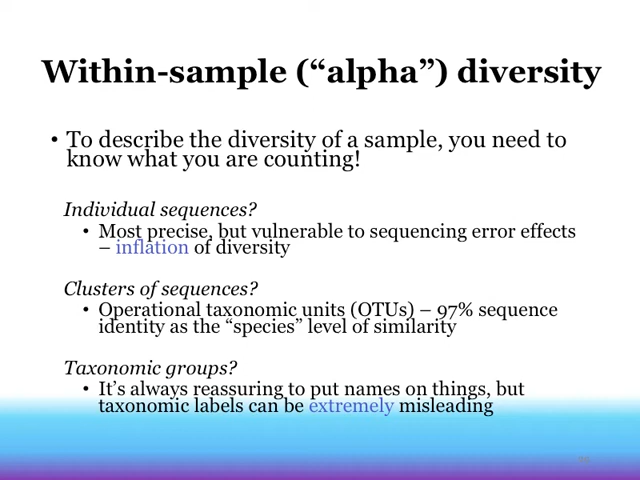 Within-sample (“alpha”) diversity
• To describe the diversity of a sample, you need to
know what you are counting!
Individual sequences?
• Most precise, but vulnerable to sequencing error effects
– inflation of diversity
Clusters of sequences?
• Operational taxonomic units (OTUs) – 97% sequence
identity as the “species” level of similarity
Taxonomic groups?
• It’s always reassuring to put names on things, but
taxonomic labels can be extremely misleading